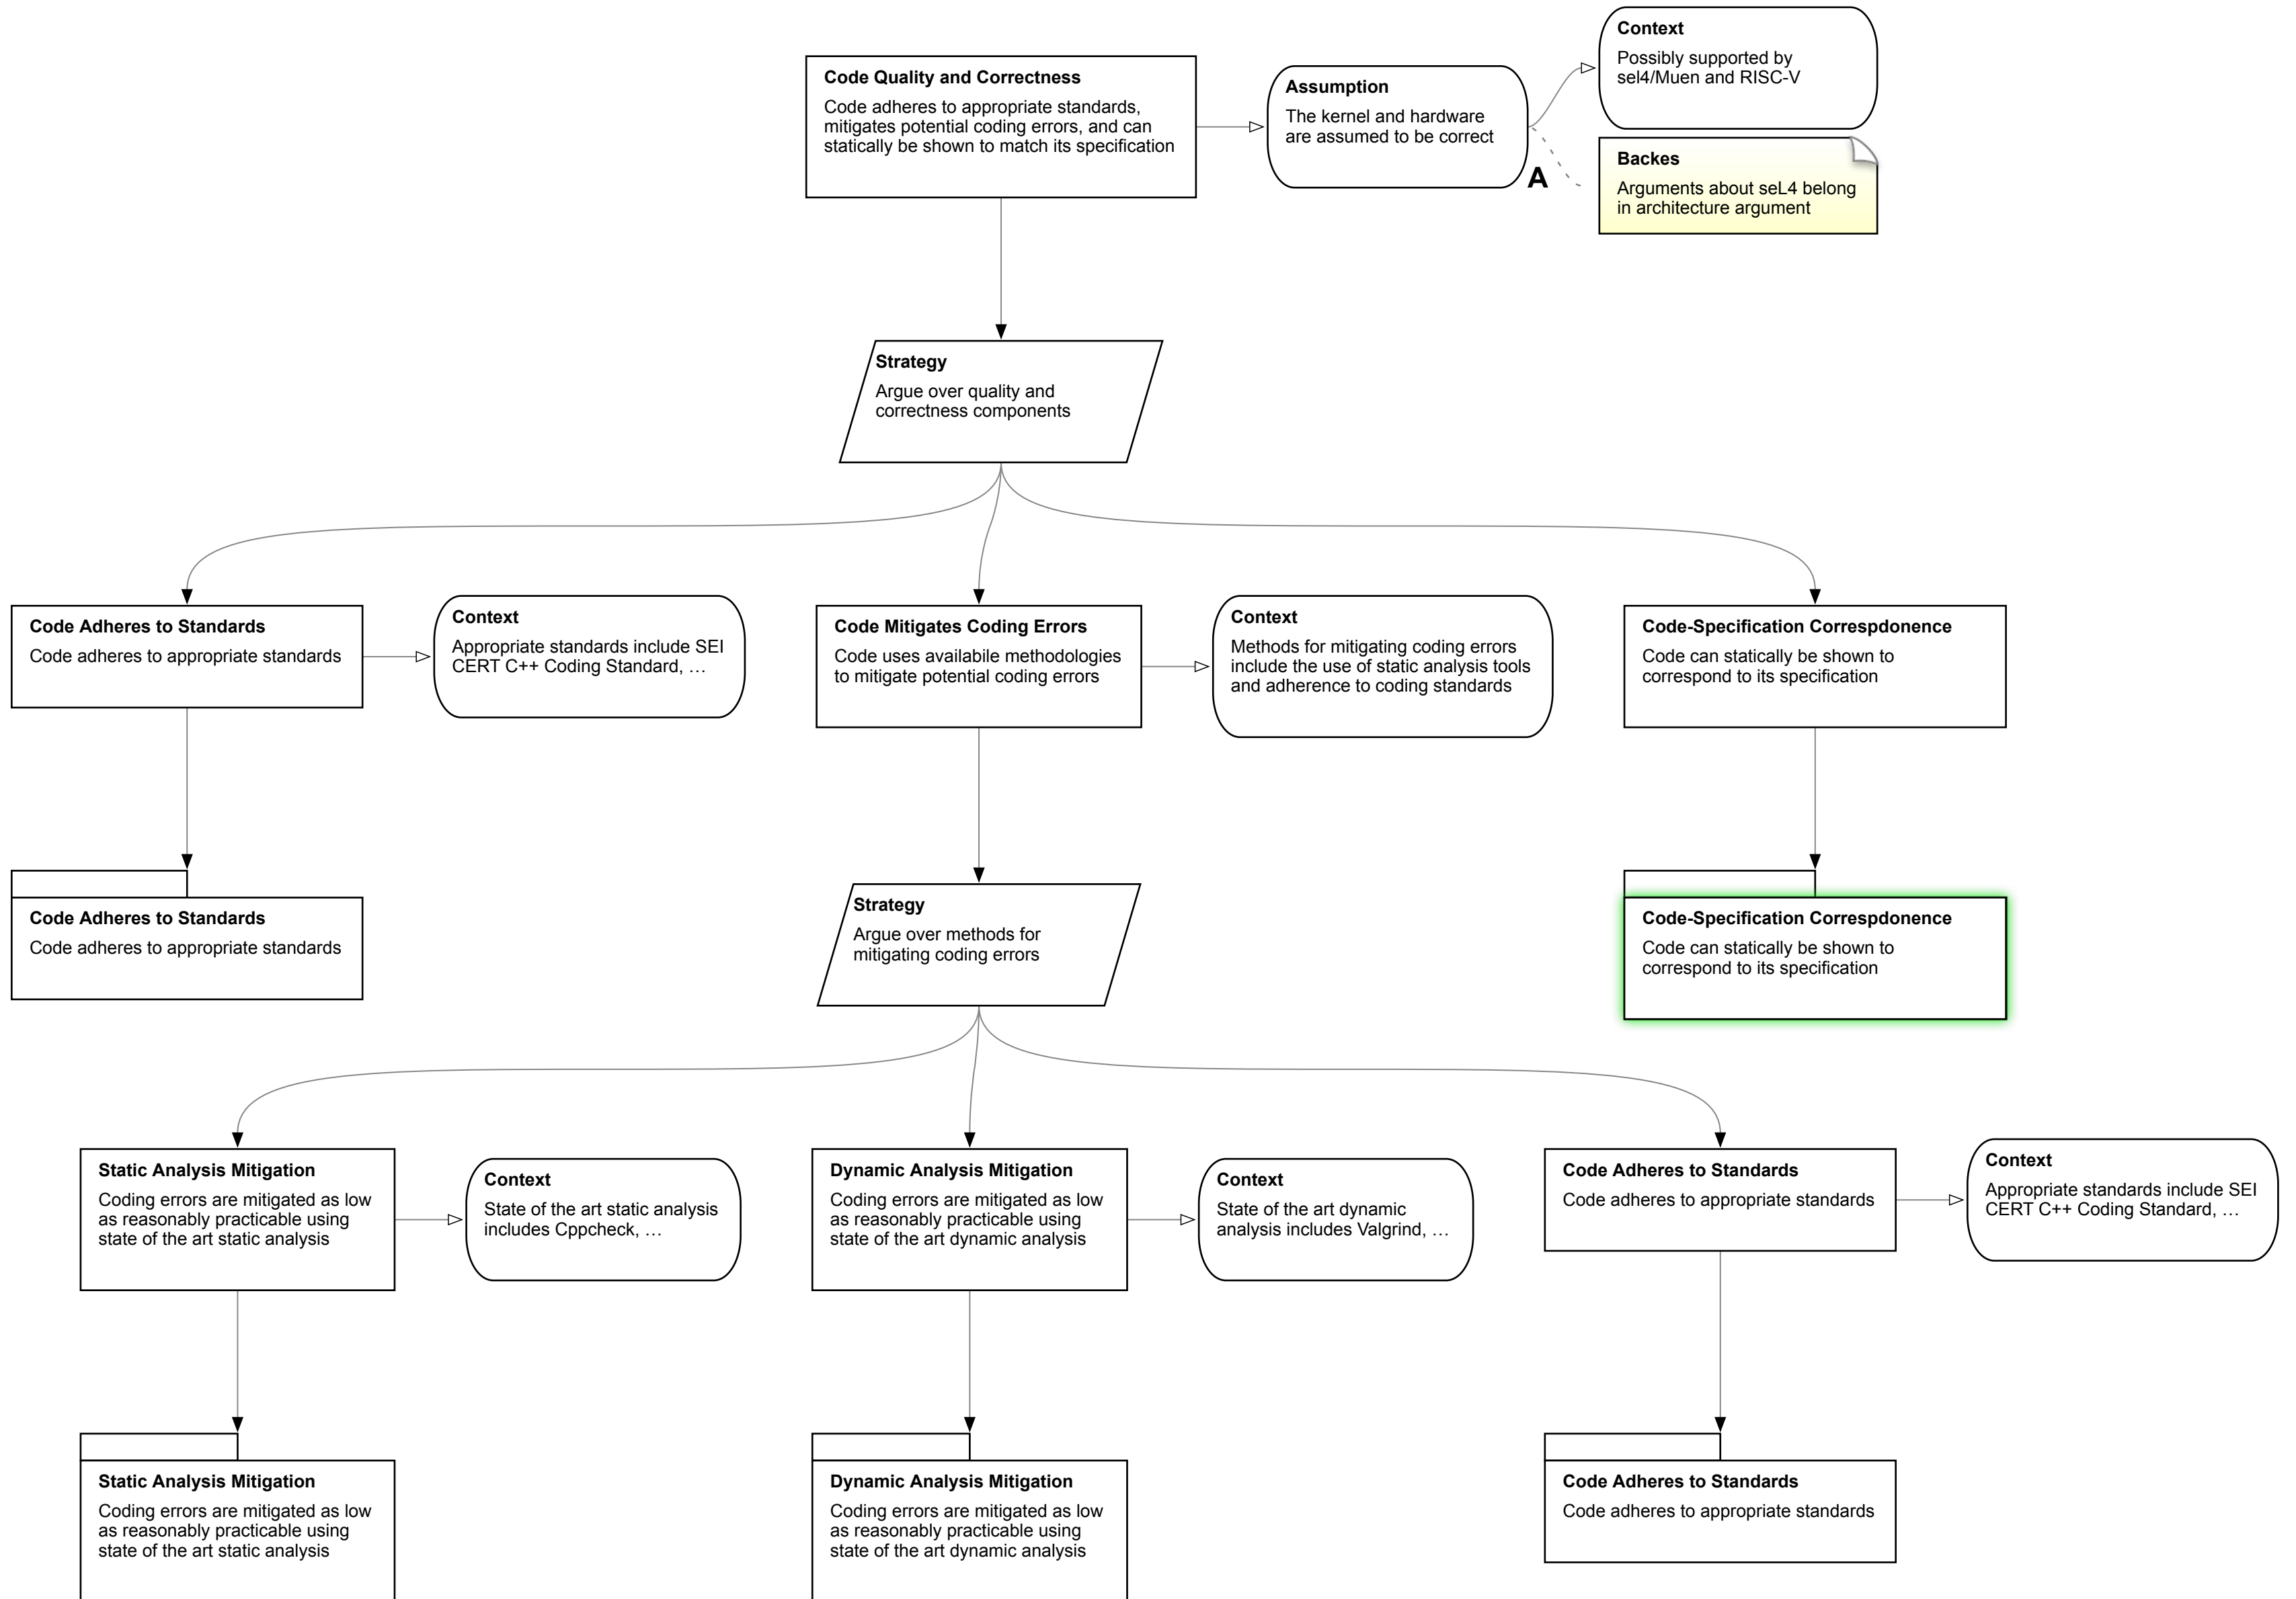 Code Quality and Correctness
Code adheres to appropriate standards,
mitigates potential coding errors, and can
statically be shown to match its specification
Assumption
The kernel and hardware
are assumed to be correct
A
Context
Possibly supported by
sel4/Muen and RISC-V
Backes
Arguments about seL4 belong
in architecture argument
Strategy
Argue over quality and
correctness components
Code Adheres to Standards
Code adheres to appropriate standards
Context
Appropriate standards include SEI
CERT C++ Coding Standard, …
Code Mitigates Coding Errors
Code uses availabile methodologies
to mitigate potential coding errors
Context
Methods for mitigating coding errors
include the use of static analysis tools
and adherence to coding standards
Code-Specification Correspdonence
Code can statically be shown to
correspond to its specification
Code Adheres to Standards
Code adheres to appropriate standards
Strategy
Argue over methods for
mitigating coding errors
Code-Specification Correspdonence
Code can statically be shown to
correspond to its specification
Static Analysis Mitigation
Coding errors are mitigated as low
as reasonably practicable using
state of the art static analysis
Context
State of the art static analysis
includes Cppcheck, …
Dynamic Analysis Mitigation
Coding errors are mitigated as low
as reasonably practicable using
state of the art dynamic analysis
Context
State of the art dynamic
analysis includes Valgrind, …
Code Adheres to Standards
Code adheres to appropriate standards
Context
Appropriate standards include SEI
CERT C++ Coding Standard, …
Static Analysis Mitigation
Coding errors are mitigated as low
as reasonably practicable using
state of the art static analysis
Dynamic Analysis Mitigation
Coding errors are mitigated as low
as reasonably practicable using
state of the art dynamic analysis
Code Adheres to Standards
Code adheres to appropriate standards